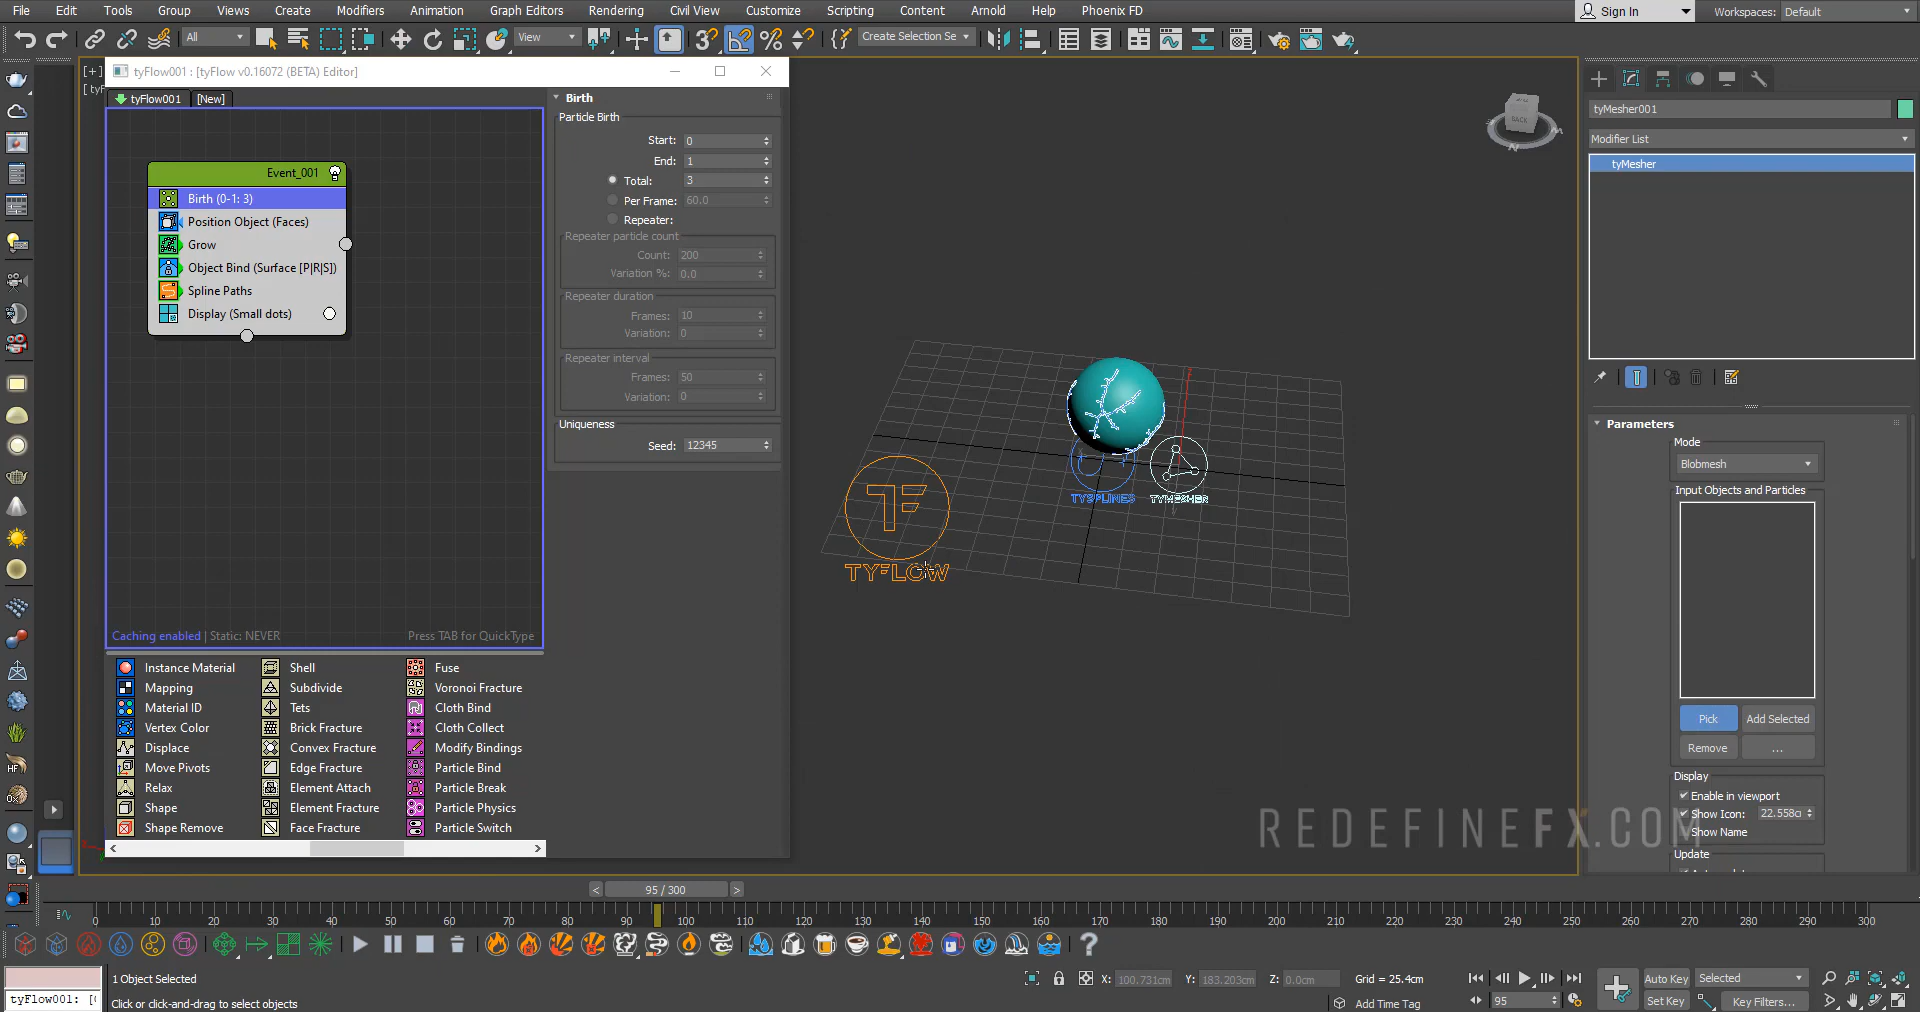 File Edit Tools Group Views Create Modifiers Animation Graph Editors Rendering Civil View Customize Scripting Content Arnold Help Phoenix FD Sign In Workspaces: Default
All View Create Selection Se
[+]
tyFlow001 : [tyFlow v0.16072 (BETA) Editor]
tyFlow001 [New]
Event_001
Birth (0-1: 3)
Position Object (Faces)
Grow
Object Bind (Surface [P|R|S])
Spline Paths
Display (Small dots)
Caching enabled | Static: NEVER Press TAB for QuickType
Instance Material Shell Fuse
Mapping Subdivide Voronoi Fracture
Material ID Tets Cloth Bind
Vertex Color Brick Fracture Cloth Collect
Displace Convex Fracture Modify Bindings
Move Pivots Edge Fracture Particle Bind
Relax Element Attach Particle Break
Shape Element Fracture Particle Physics
Shape Remove Face Fracture Particle Switch
Birth
Particle Birth
Start: 0
End: 1
Total: 3
Per Frame: 60.0
Repeater:
Repeater particle count
Count: 200
Variation %: 0.0
Repeater duration
Frames: 10
Variation: 0
Repeater interval
Frames: 50
Variation: 0
Uniqueness
Seed: 12345
BACK
TYSPLINES TYMESHER
TF
TYFLOW
tyMesher001
Modifier List
tyMesher
Parameters
Mode
Blobmesh
Input Objects and Particles
Pick Add Selected
Remove ...
Display
Enable in viewport
Show Icon: 22.558c
Show Name
Update
REDEFINEFX.COM
< 95 / 300 >
0 10 20 30 40 50 60 70 80 90 100 110 120 130 140 150 160 170 180 190 200 210 220 230 240 250 260 270 280 290 300
1 Object Selected X: 100.731cm Y: 183.203cm Z: 0.0cm Grid = 25.4cm Auto Key Selected
tyFlow001: [ Click or click-and-drag to select objects Add Time Tag 95 Set Key Key Filters...